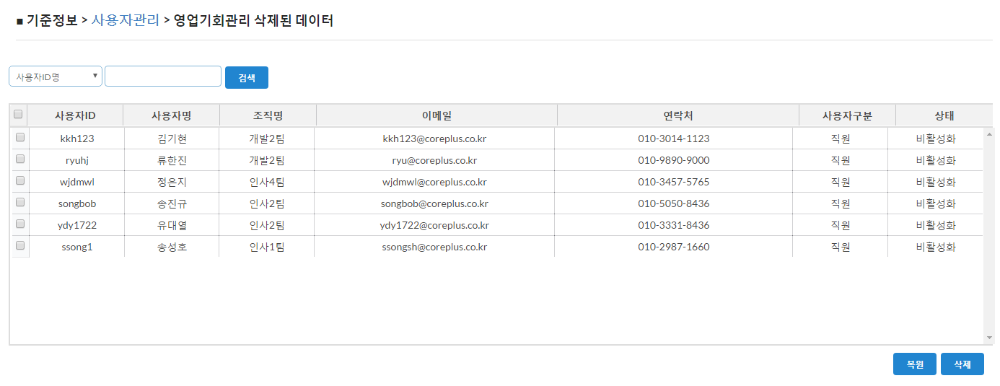 ■ 기준정보 > 사용자관리 > 영업기회관리 삭제된 데이터
사용자ID명 검색
사용자ID 사용자명 조직명 이메일 연락처 사용자구분 상태
kkh123 김기현 개발2팀 kkh123@coreplus.co.kr 010-3014-1123 직원 비활성화
ryuhj 류한진 개발2팀 ryu@coreplus.co.kr 010-9890-9000 직원 비활성화
wjdmwl 정은지 인사4팀 wjdmwl@coreplus.co.kr 010-3457-5765 직원 비활성화
songbob 송진규 인사2팀 songbob@coreplus.co.kr 010-5050-8436 직원 비활성화
ydy1722 유대열 인사2팀 ydy1722@coreplus.co.kr 010-3331-8436 직원 비활성화
ssong1 송성호 인사1팀 ssongsh@coreplus.co.kr 010-2987-1660 직원 비활성화
복원 삭제